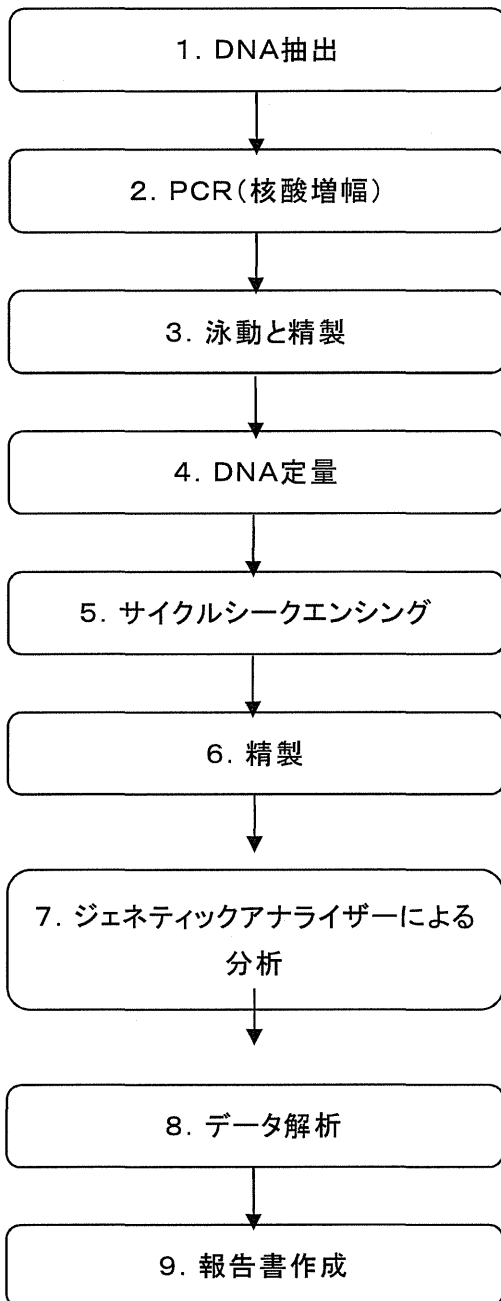 1. DNA抽出
2. PCR(核酸増幅)
3. 泳動と精製
4. DNA定量
5. サイクルシークエンシング
6. 精製
7. ジェネティックアナライザーによる
分析
8. データ解析
9. 報告書作成